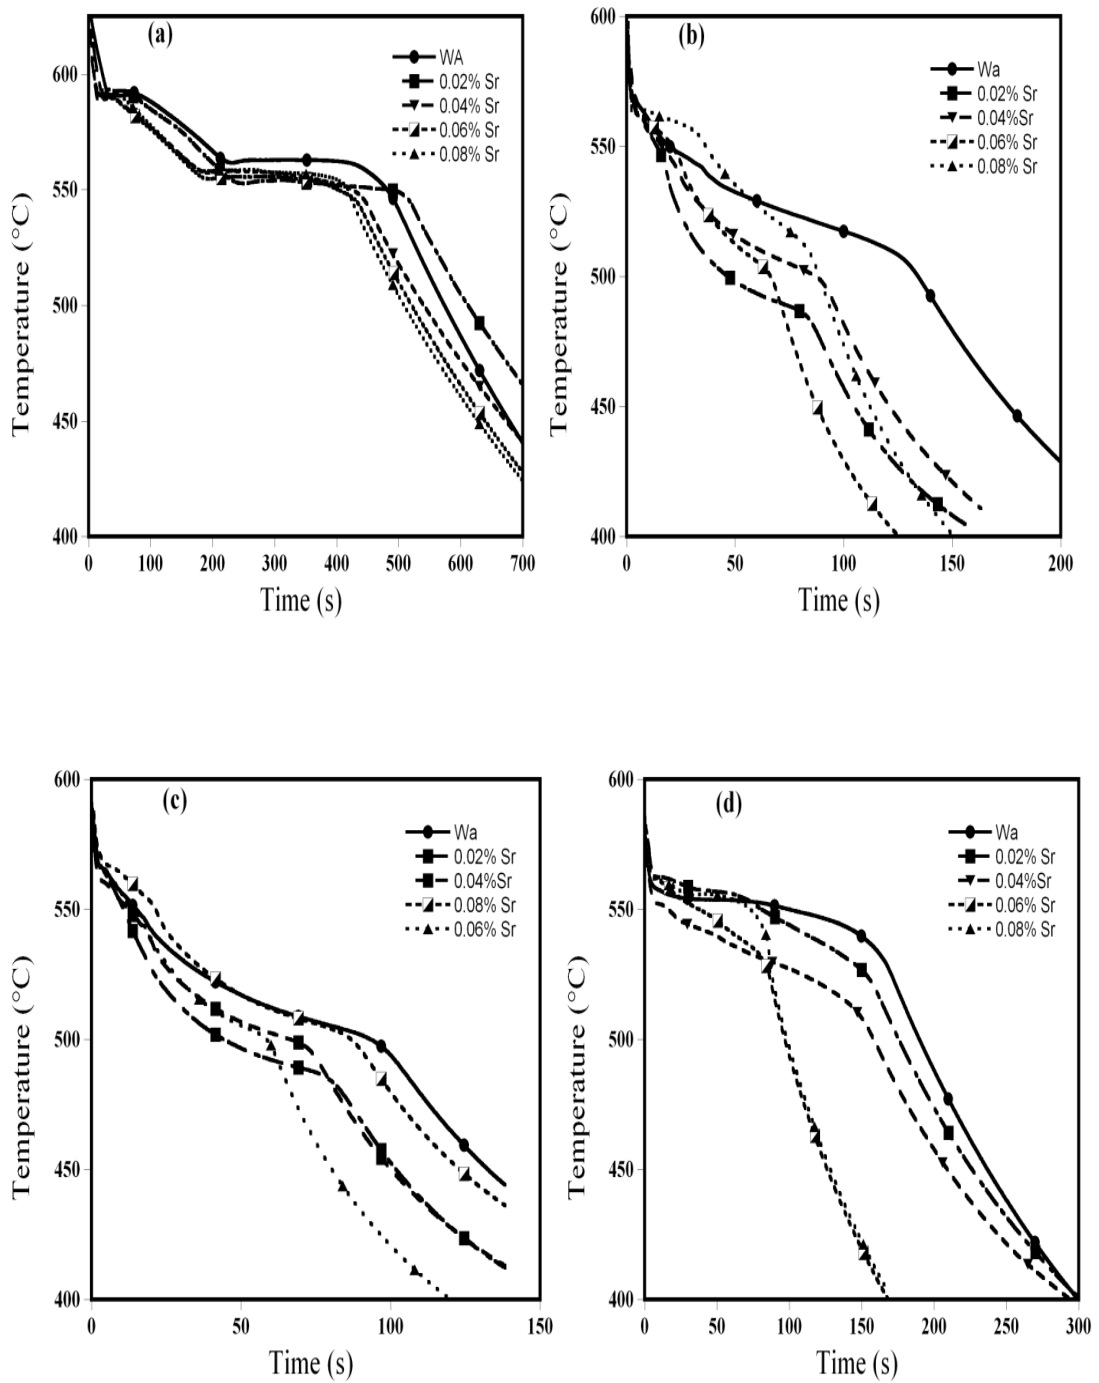 (a)
WA
0.02% Sr
0.04% Sr
0.06% Sr
0.08% Sr
600
550
500
450
400
Temperature (°C)
0 100 200 300 400 500 600 700
Time (s)
(b)
Wa
0.02% Sr
0.04%Sr
0.06% Sr
0.08% Sr
600
550
500
450
400
Temperature (°C)
0 50 100 150 200
Time (s)
(c)
Wa
0.02% Sr
0.04%Sr
0.08% Sr
0.06% Sr
600
550
500
450
400
Temperature (°C)
0 50 100 150
Time (s)
(d)
Wa
0.02% Sr
0.04%Sr
0.06% Sr
0.08% Sr
600
550
500
450
400
Temperature (°C)
0 50 100 150 200 250 300
Time (s)